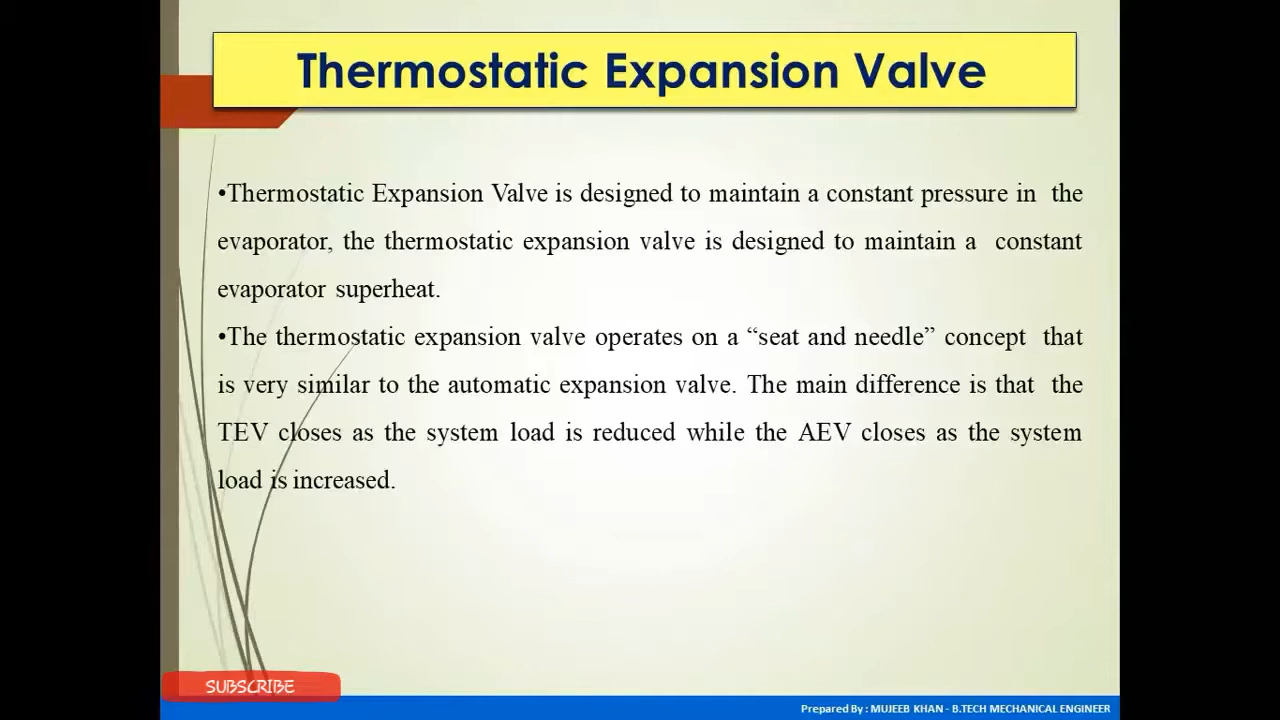 Thermostatic Expansion Valve
•Thermostatic Expansion Valve is designed to maintain a constant pressure in the
evaporator, the thermostatic expansion valve is designed to maintain a constant
evaporator superheat.
•The thermostatic expansion valve operates on a “seat and needle” concept that
is very similar to the automatic expansion valve. The main difference is that the
TEV closes as the system load is reduced while the AEV closes as the system
load is increased.
SUBSCRIBE
Prepared By : MUJEEB KHAN - B.TECH MECHANICAL ENGINEER